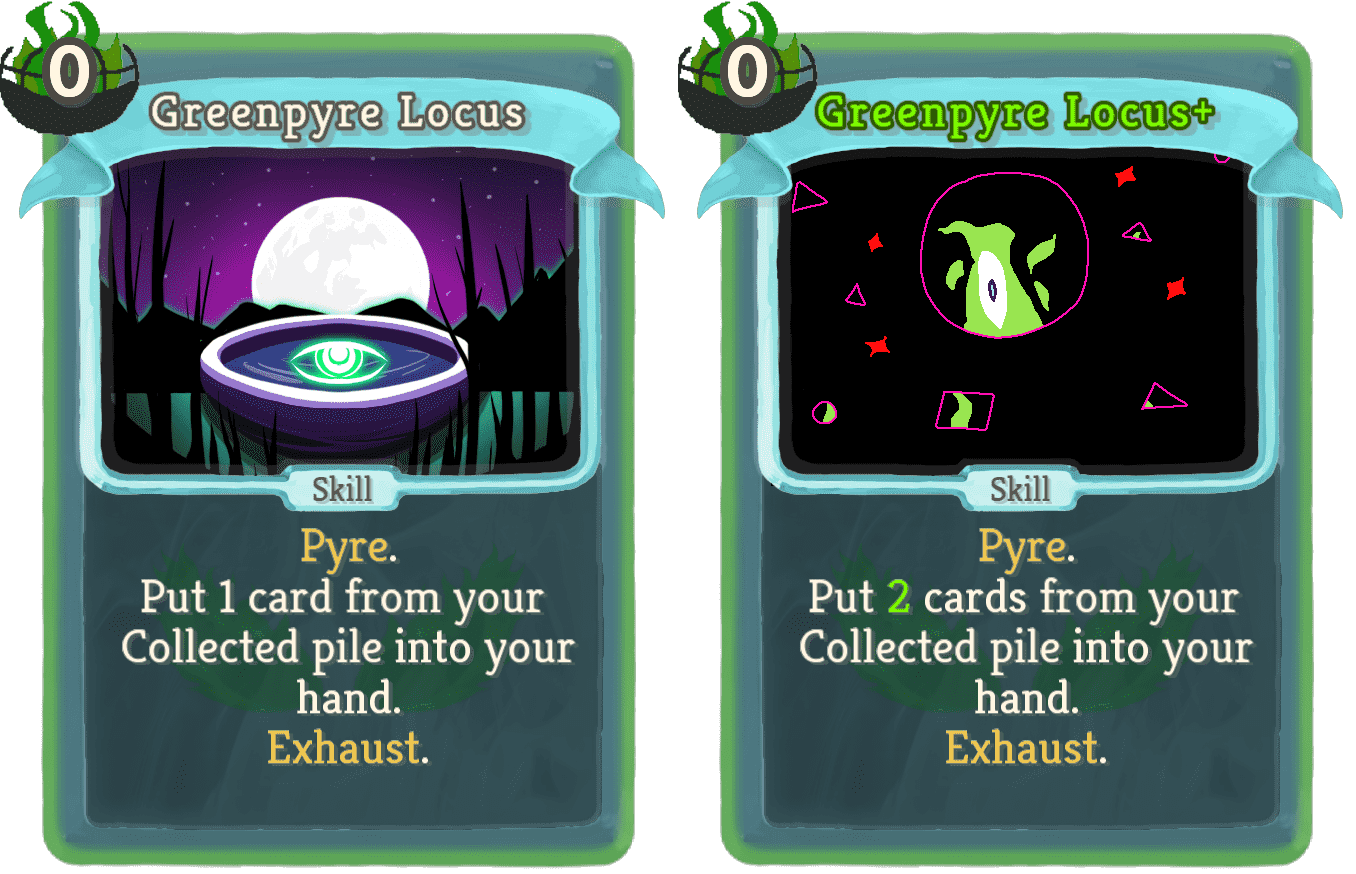 0
Greenpyre Locus
Skill
Pyre.
Put 1 card from your
Collected pile into your
hand.
Exhaust.
0
Greenpyre Locus+
Skill
Pyre.
Put 2 cards from your
Collected pile into your
hand.
Exhaust.